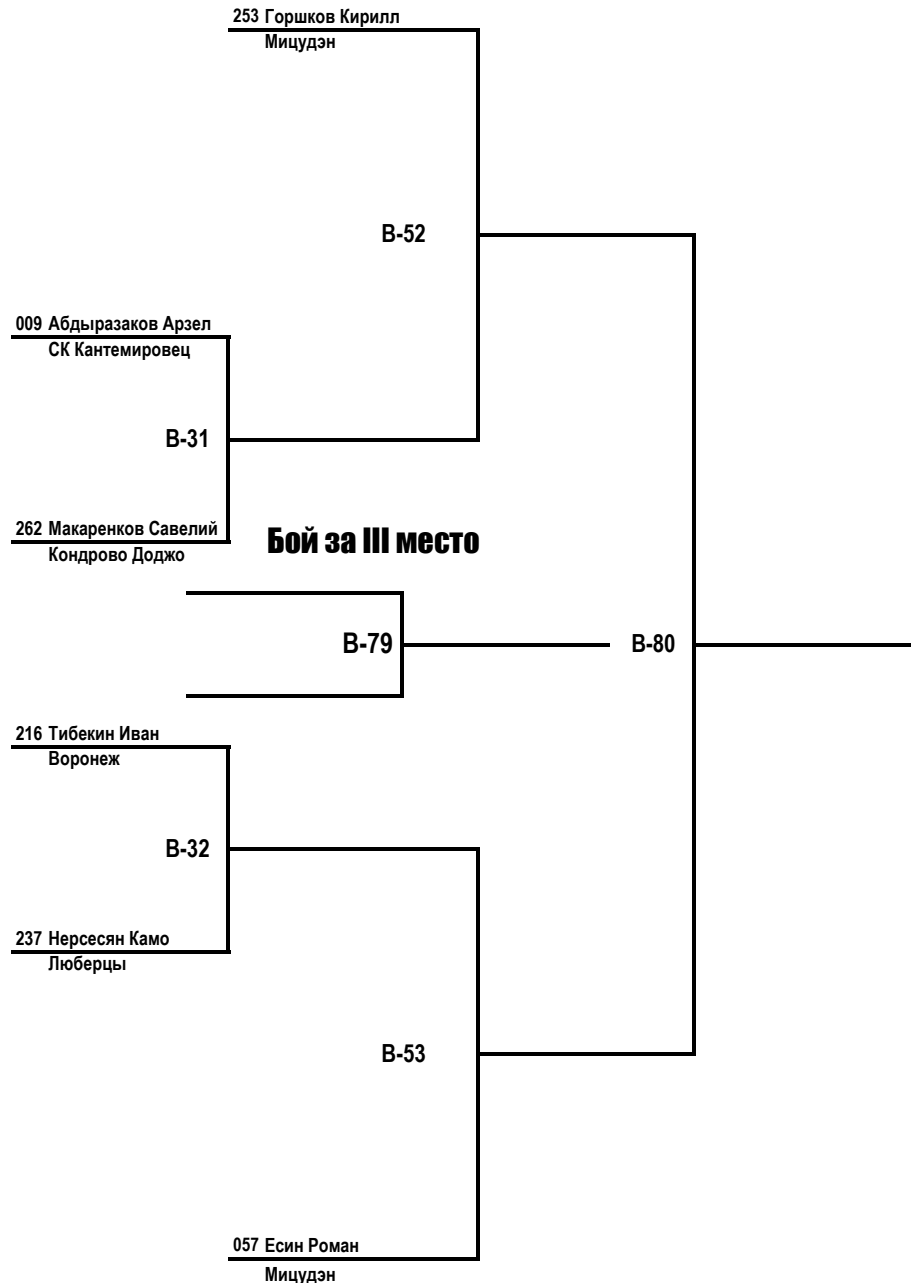 253 Горшков Кирилл
Мицудэн
B-52
009 Абдыразаков Арзел
СК Кантемировец
B-31
262 Макаренков Савелий
Кондрово Доджо
Бой за III место
B-79
B-80
216 Тибекин Иван
Воронеж
B-32
237 Нерсесян Камо
Люберцы
B-53
057 Есин Роман
Мицудэн